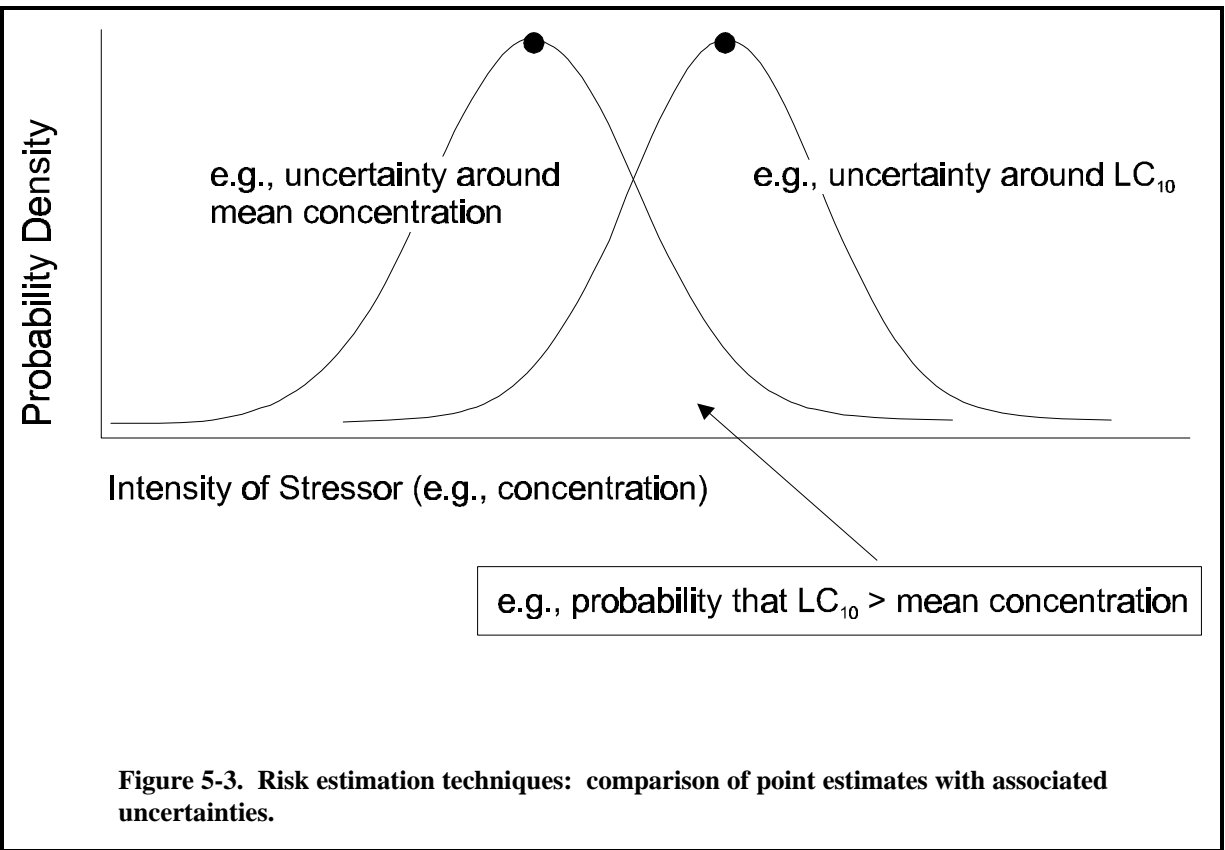 Probability Density
e.g., uncertainty around
mean concentration
e.g., uncertainty around LC₁₀
Intensity of Stressor (e.g., concentration)
e.g., probability that LC₁₀ > mean concentration
Figure 5-3. Risk estimation techniques: comparison of point estimates with associated
uncertainties.